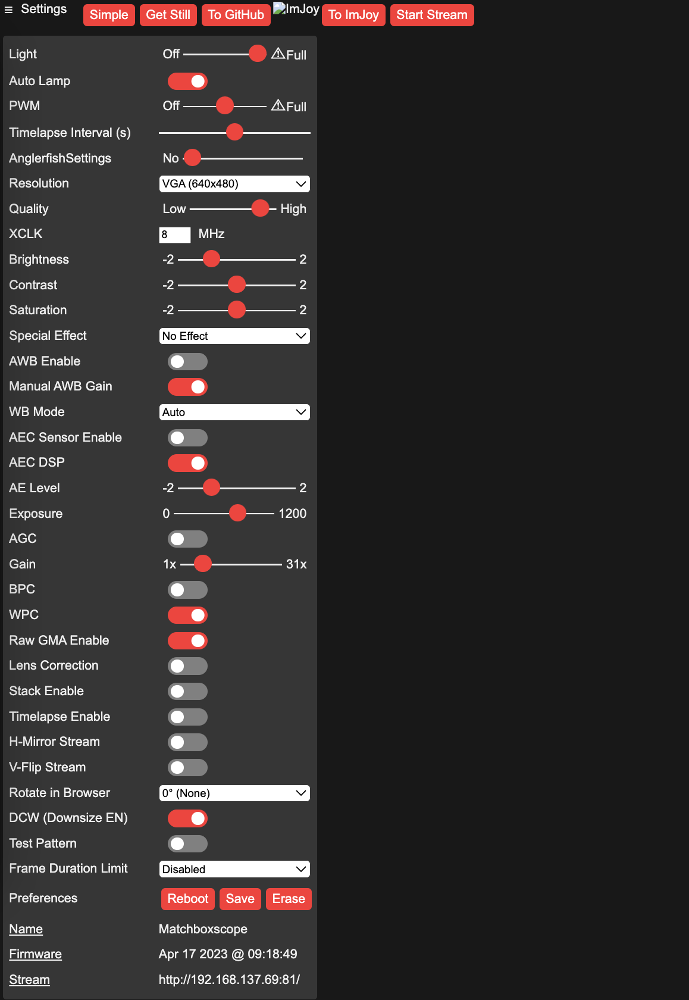 ≡ Settings Simple Get Still To GitHub ImJoy To ImJoy Start Stream
Light Off ⚠Full
Auto Lamp
PWM Off ⚠Full
Timelapse Interval (s)
AnglerfishSettings No
Resolution VGA (640x480)
Quality Low High
XCLK 8 MHz
Brightness -2 2
Contrast -2 2
Saturation -2 2
Special Effect No Effect
AWB Enable
Manual AWB Gain
WB Mode Auto
AEC Sensor Enable
AEC DSP
AE Level -2 2
Exposure 0 1200
AGC
Gain 1x 31x
BPC
WPC
Raw GMA Enable
Lens Correction
Stack Enable
Timelapse Enable
H-Mirror Stream
V-Flip Stream
Rotate in Browser 0° (None)
DCW (Downsize EN)
Test Pattern
Frame Duration Limit Disabled
Preferences Reboot Save Erase
Name Matchboxscope
Firmware Apr 17 2023 @ 09:18:49
Stream http://192.168.137.69:81/